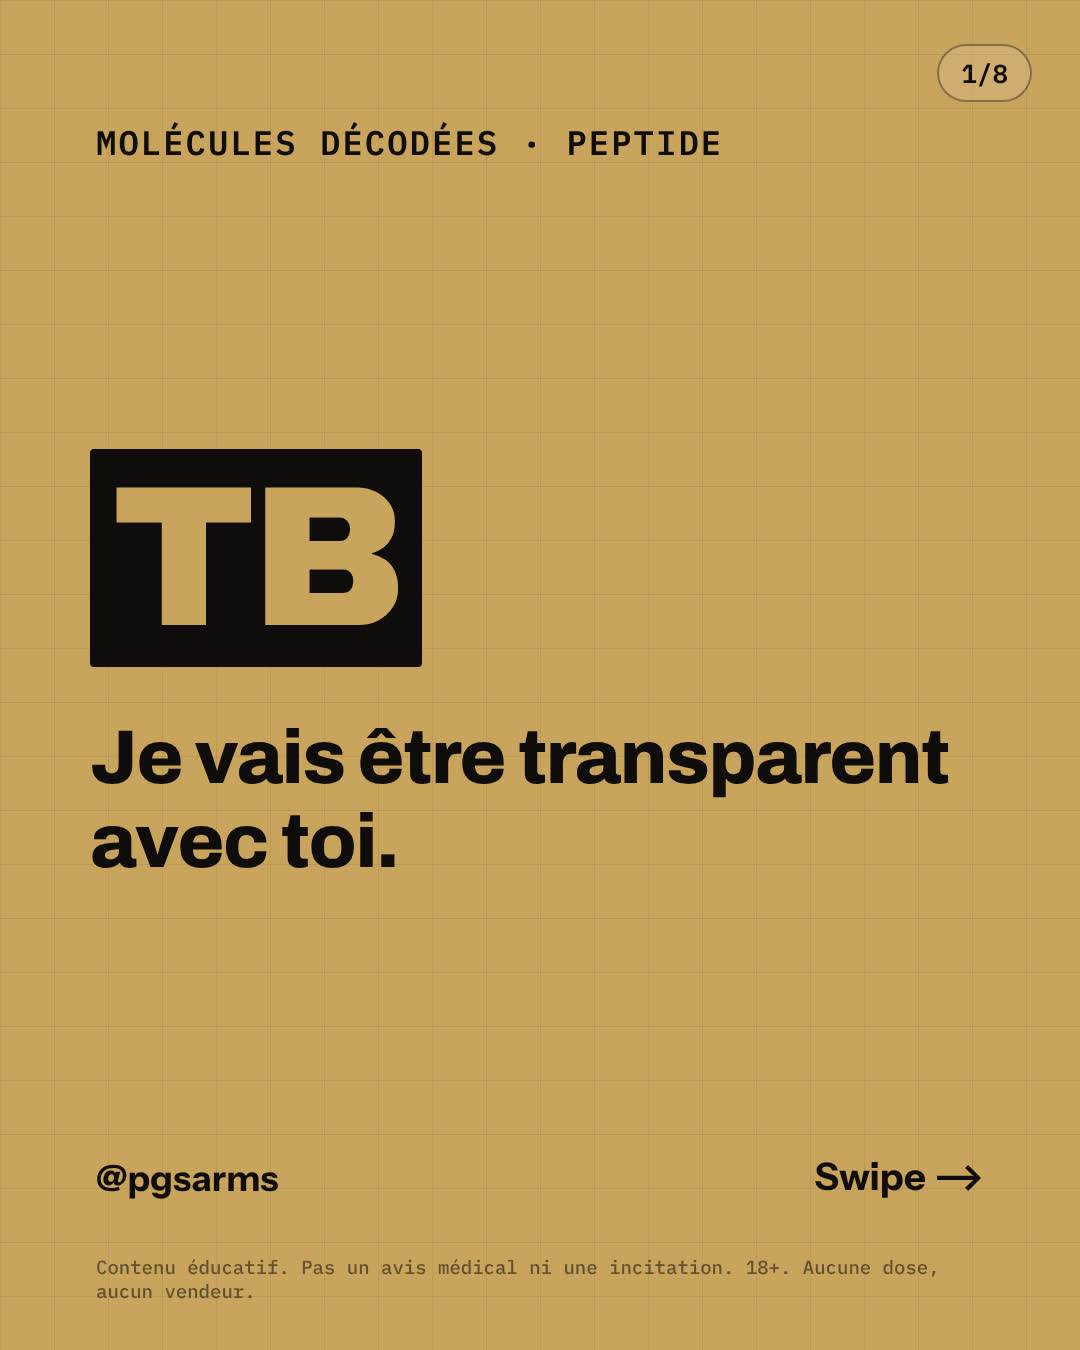 1/8
MOLÉCULES DÉCODÉES · PEPTIDE
TB
Je vais être transparent
avec toi.
@pgsarms
Swipe →
Contenu éducatif. Pas un avis médical ni une incitation. 18+. Aucune dose,
aucun vendeur.